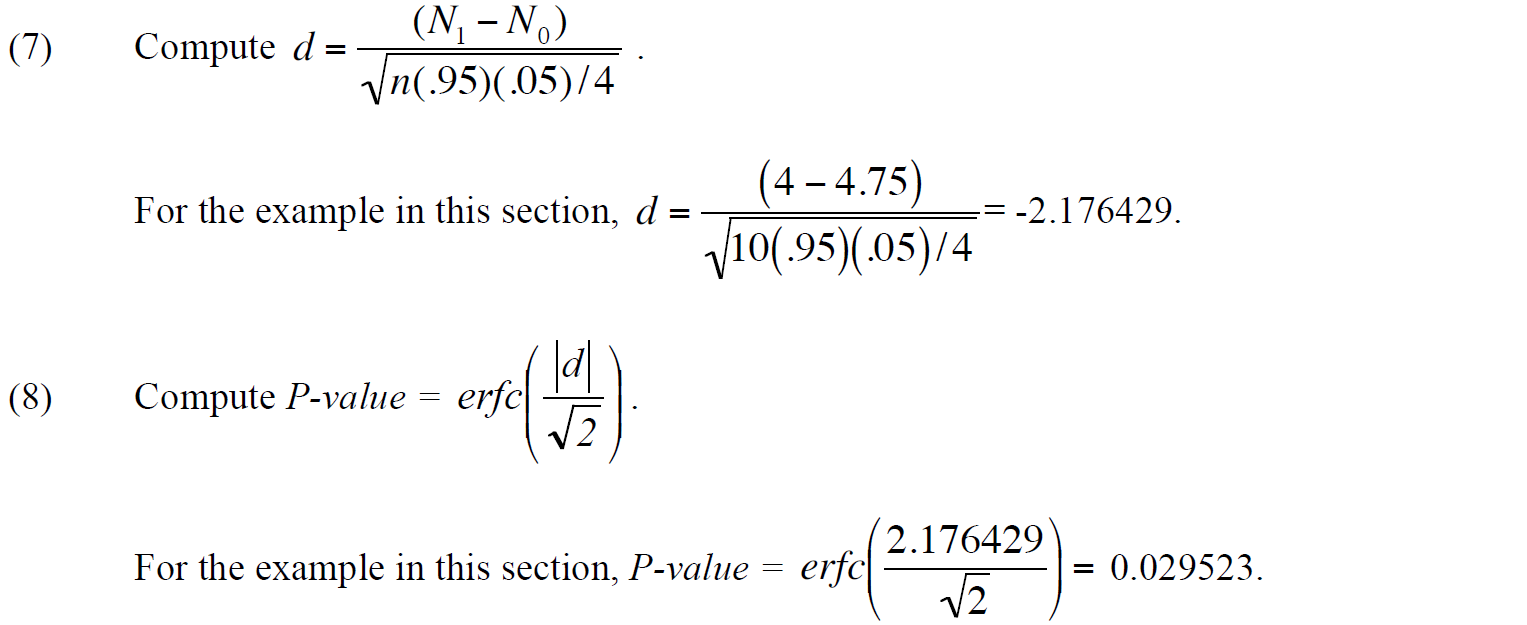 (7) Compute d = (N₁ − N₀) / √(n(.95)(.05)/4) .
For the example in this section, d = (4 − 4.75) / √(10(.95)(.05)/4) = -2.176429.
(8) Compute P-value = erfc(|d| / √2).
For the example in this section, P-value = erfc(2.176429 / √2) = 0.029523.